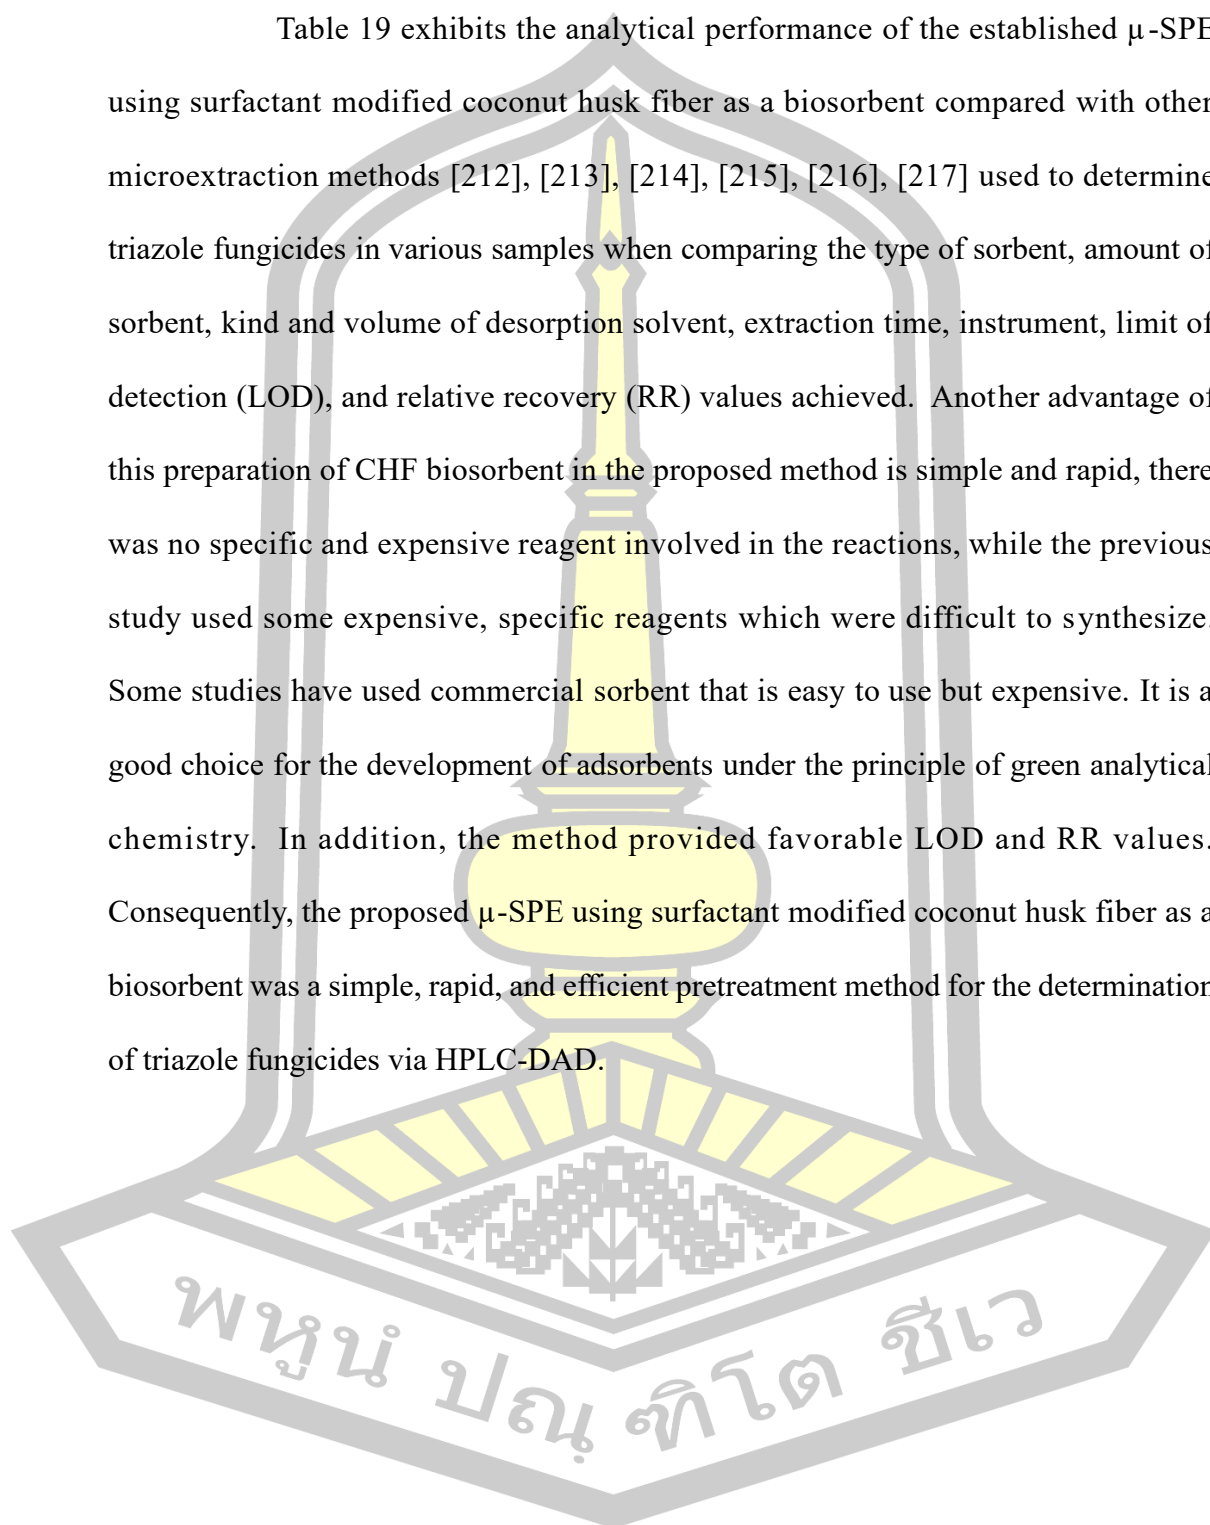 Table 19 exhibits the analytical performance of the established µ-SPE
using surfactant modified coconut husk fiber as a biosorbent compared with other
microextraction methods [212], [213], [214], [215], [216], [217] used to determine
triazole fungicides in various samples when comparing the type of sorbent, amount of
sorbent, kind and volume of desorption solvent, extraction time, instrument, limit of
detection (LOD), and relative recovery (RR) values achieved. Another advantage of
this preparation of CHF biosorbent in the proposed method is simple and rapid, there
was no specific and expensive reagent involved in the reactions, while the previous
study used some expensive, specific reagents which were difficult to synthesize.
Some studies have used commercial sorbent that is easy to use but expensive. It is a
good choice for the development of adsorbents under the principle of green analytical
chemistry. In addition, the method provided favorable LOD and RR values.
Consequently, the proposed µ-SPE using surfactant modified coconut husk fiber as a
biosorbent was a simple, rapid, and efficient pretreatment method for the determination
of triazole fungicides via HPLC-DAD.
พหูนํ ปณฺฑิโต ชีเว